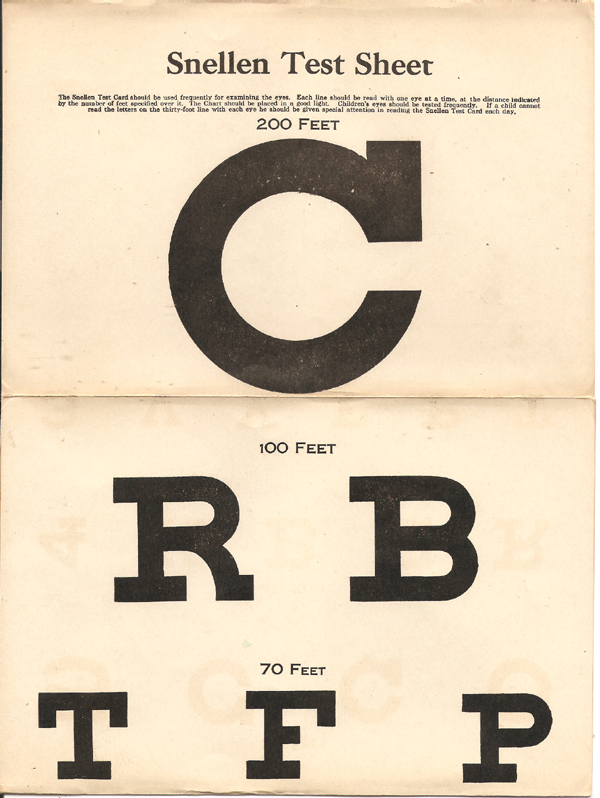 Snellen Test Sheet
The Snellen Test Card should be used frequently for examining the eyes. Each line should be read with one eye at a time, at the distance indicated
by the number of feet specified over it. The Chart should be placed in a good light. Children's eyes should be tested frequently. If a child cannot
read the letters on the thirty-foot line with each eye he should be given special attention in reading the Snellen Test Card each day.
200 FEET
C
100 FEET
R B
70 FEET
T F P